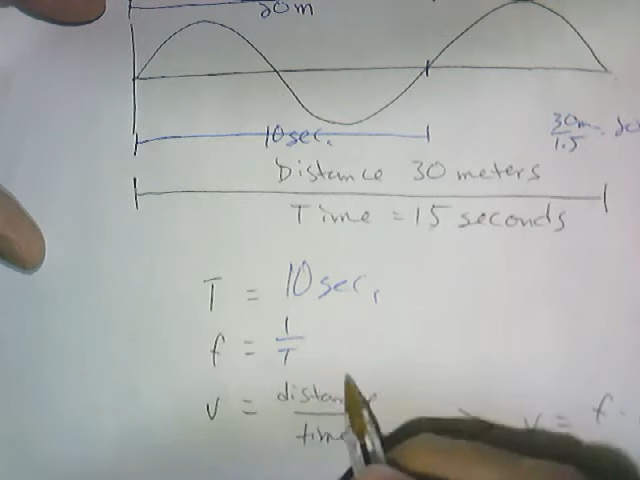 20m
10sec.
30m
1.5
Distance 30 meters
Time = 15 seconds
T = 10sec.
f = 1
T
v = distance
time
v = f.